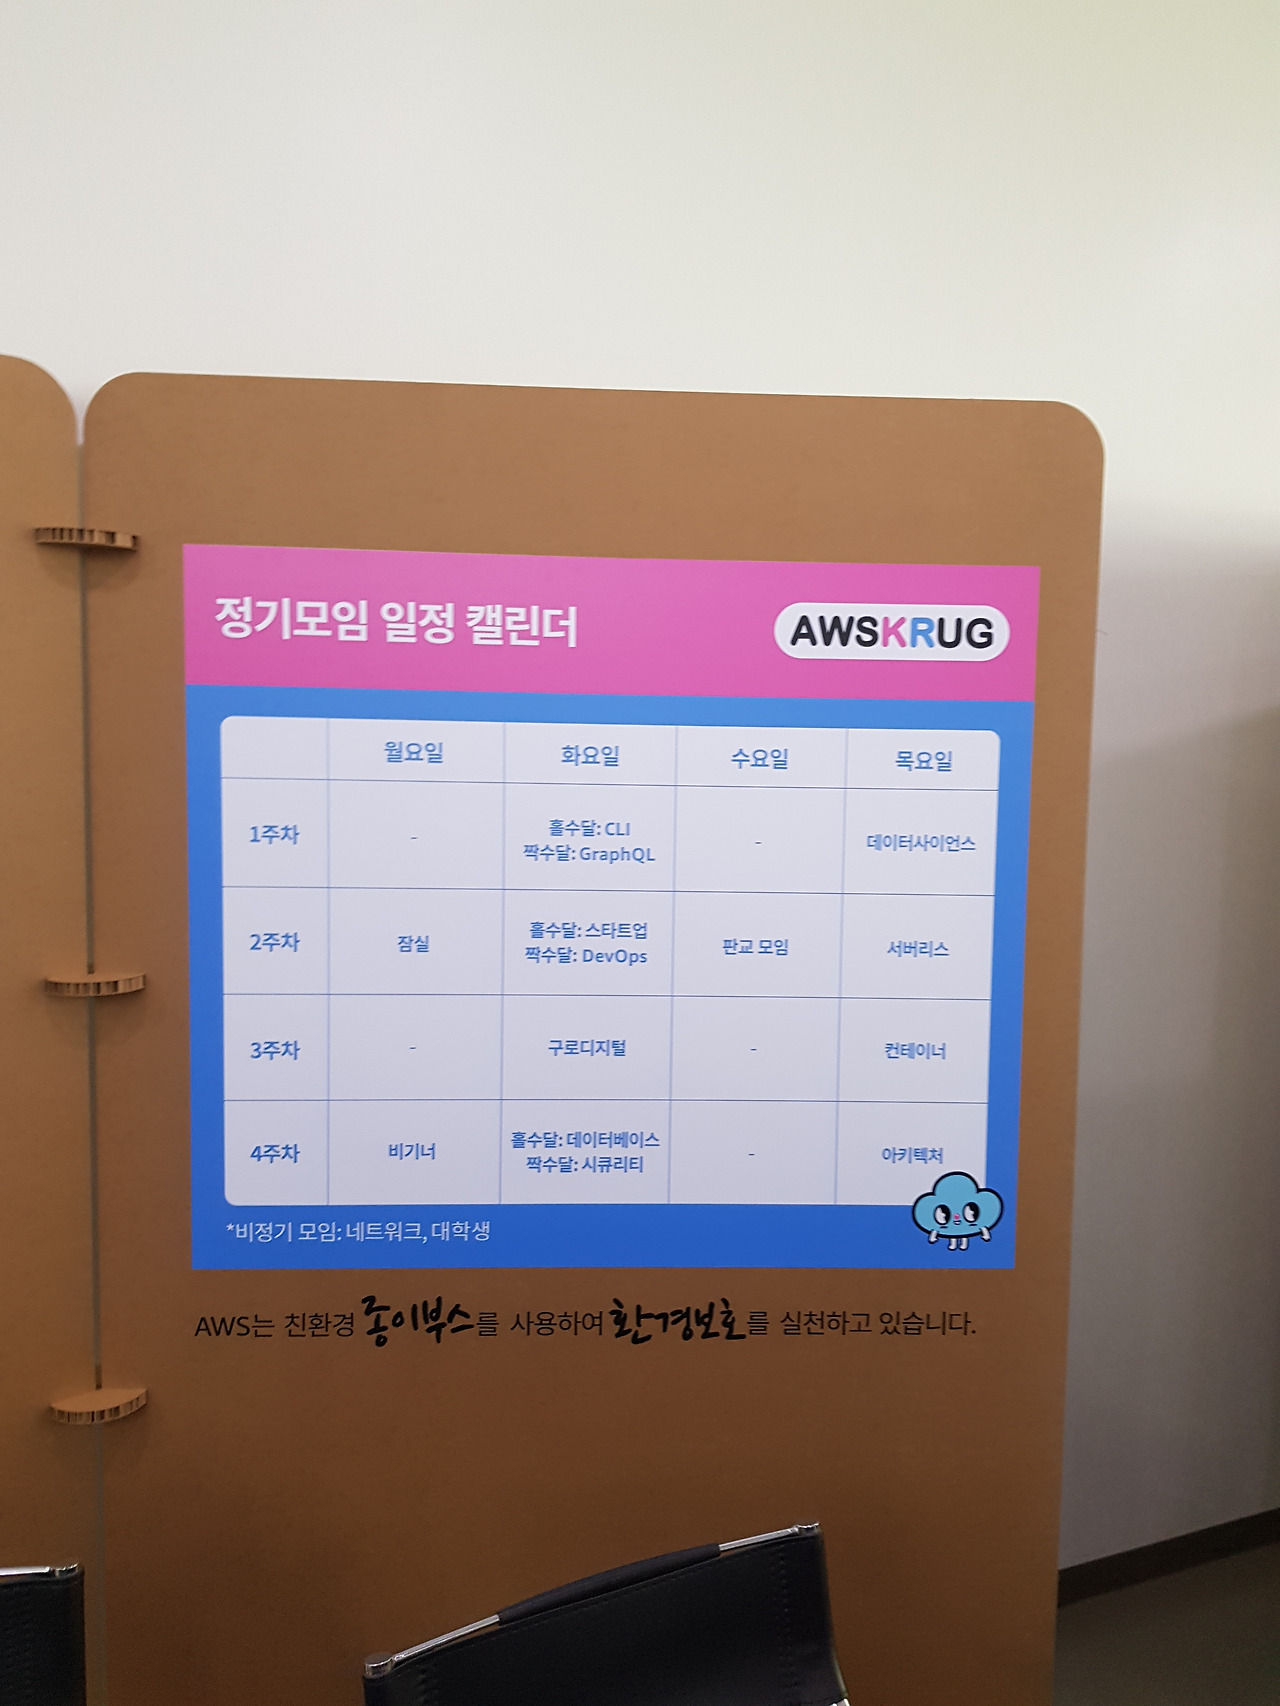 정기모임 일정 캘린더
AWSKRUG
월요일 화요일 수요일 목요일
1주차 - 홀수달: CLI 짝수달: GraphQL - 데이터사이언스
2주차 잠실 홀수달: 스타트업 짝수달: DevOps 판교 모임 서버리스
3주차 - 구로디지털 - 컨테이너
4주차 비기너 홀수달: 데이터베이스 짝수달: 시큐리티 - 아키텍처
*비정기 모임: 네트워크, 대학생
AWS는 친환경 종이부스를 사용하여 환경보호를 실천하고 있습니다.